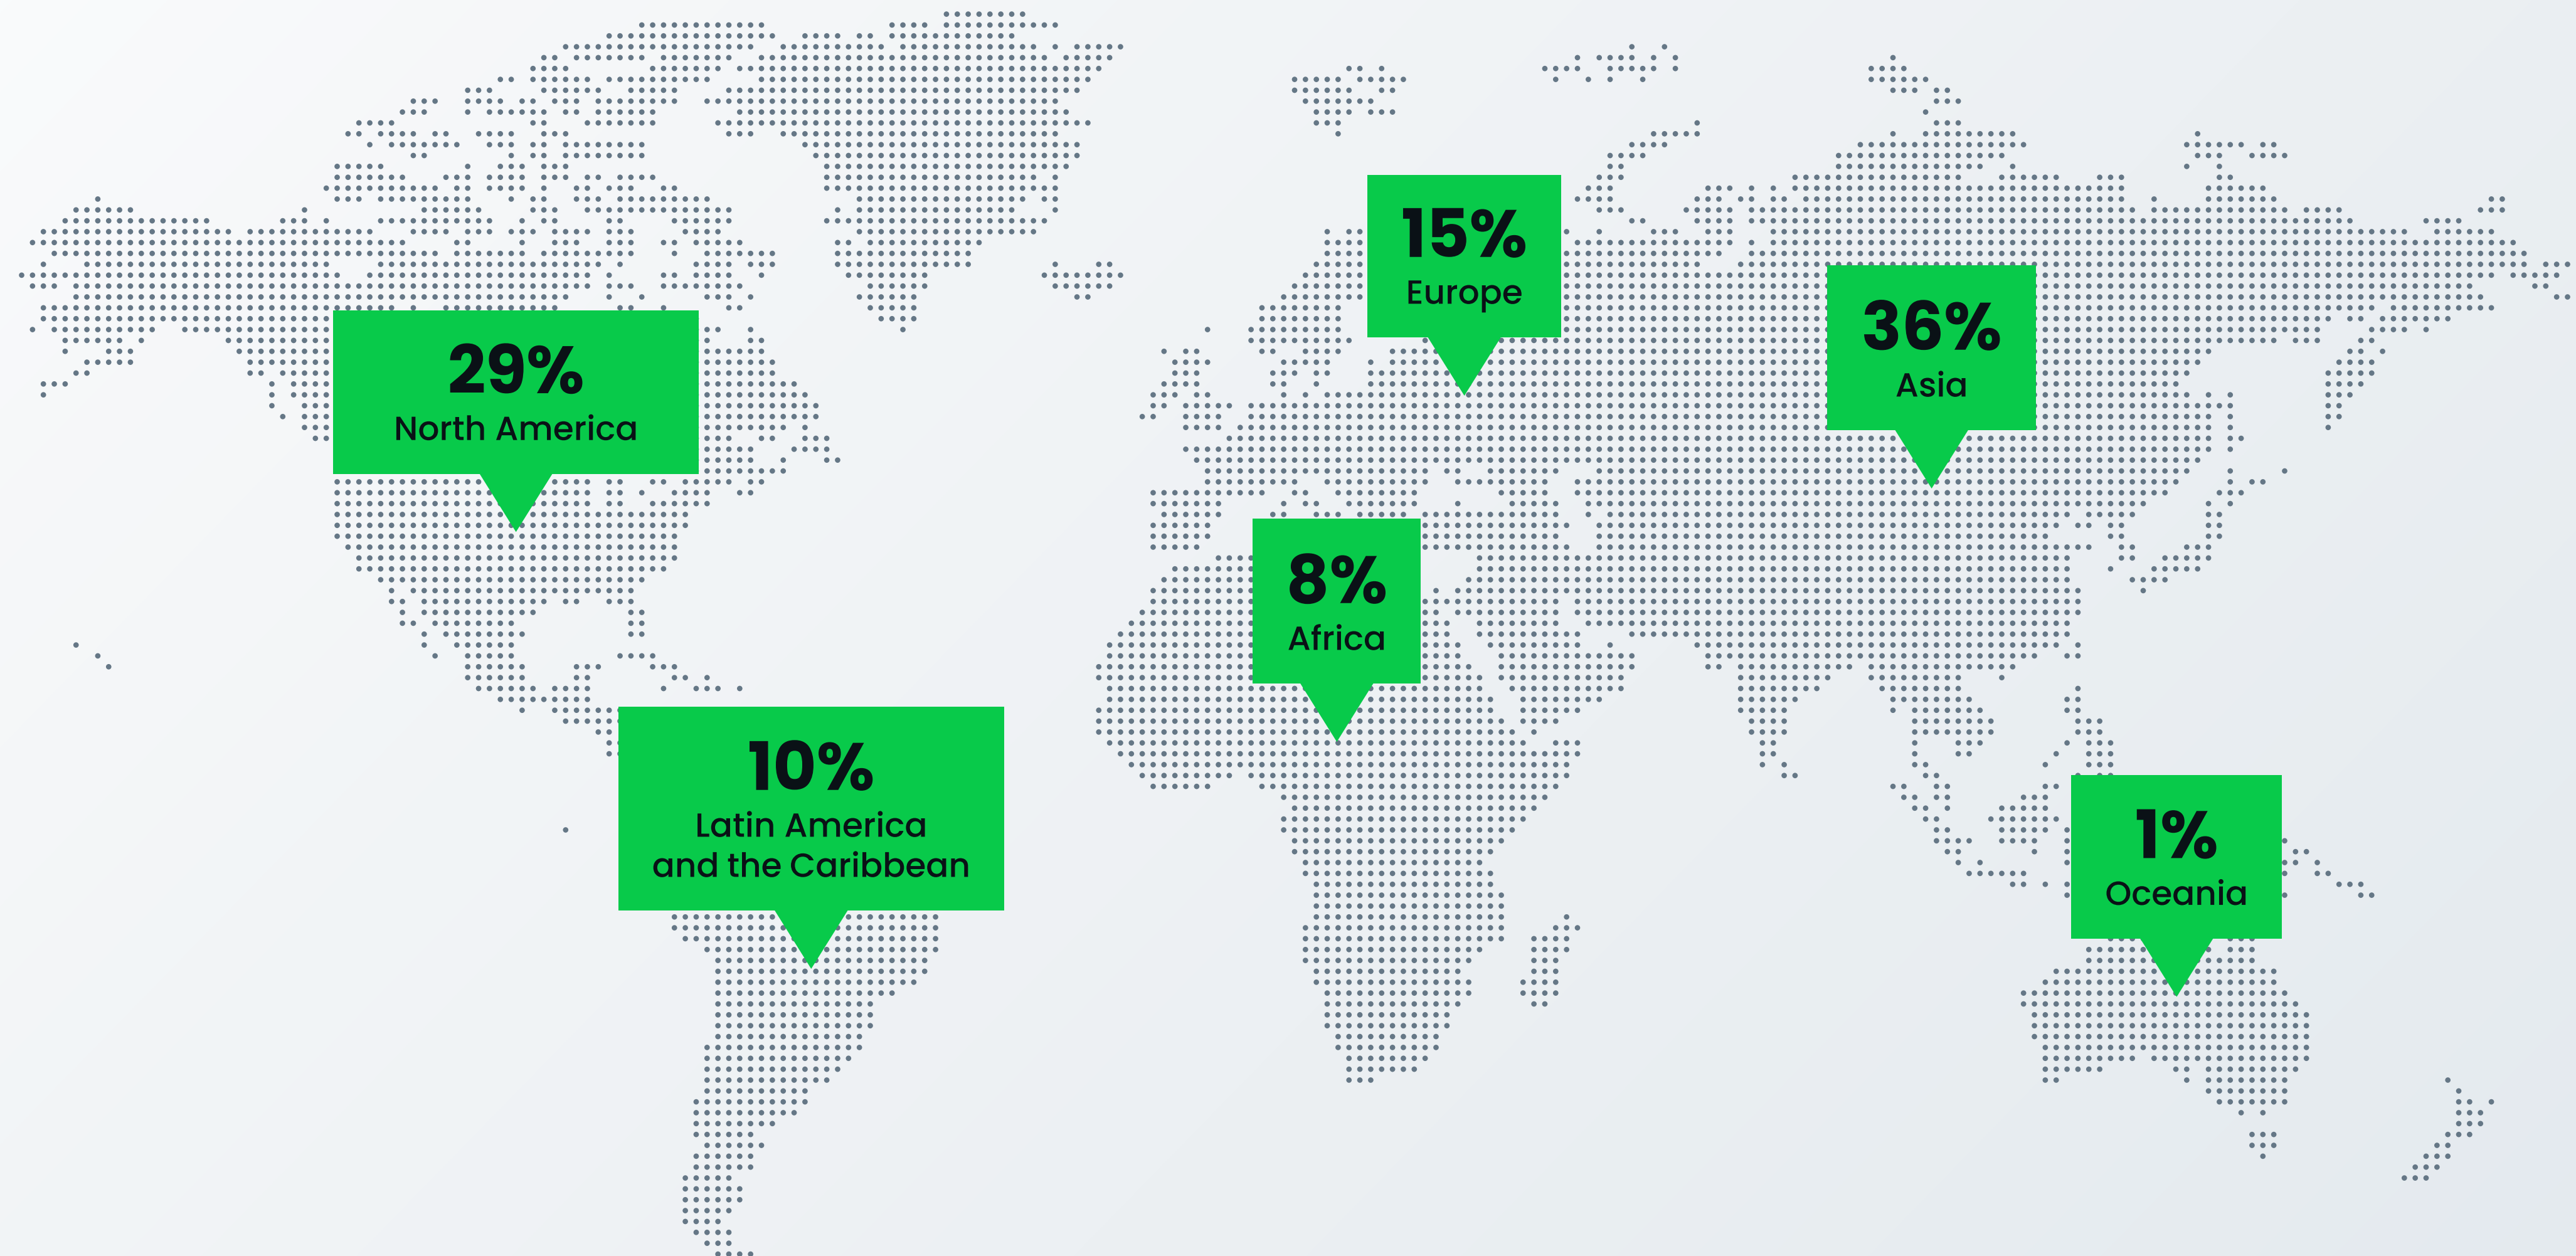 15%
Europe
36%
Asia
29%
North America
8%
Africa
10%
Latin America
and the Caribbean
1%
Oceania